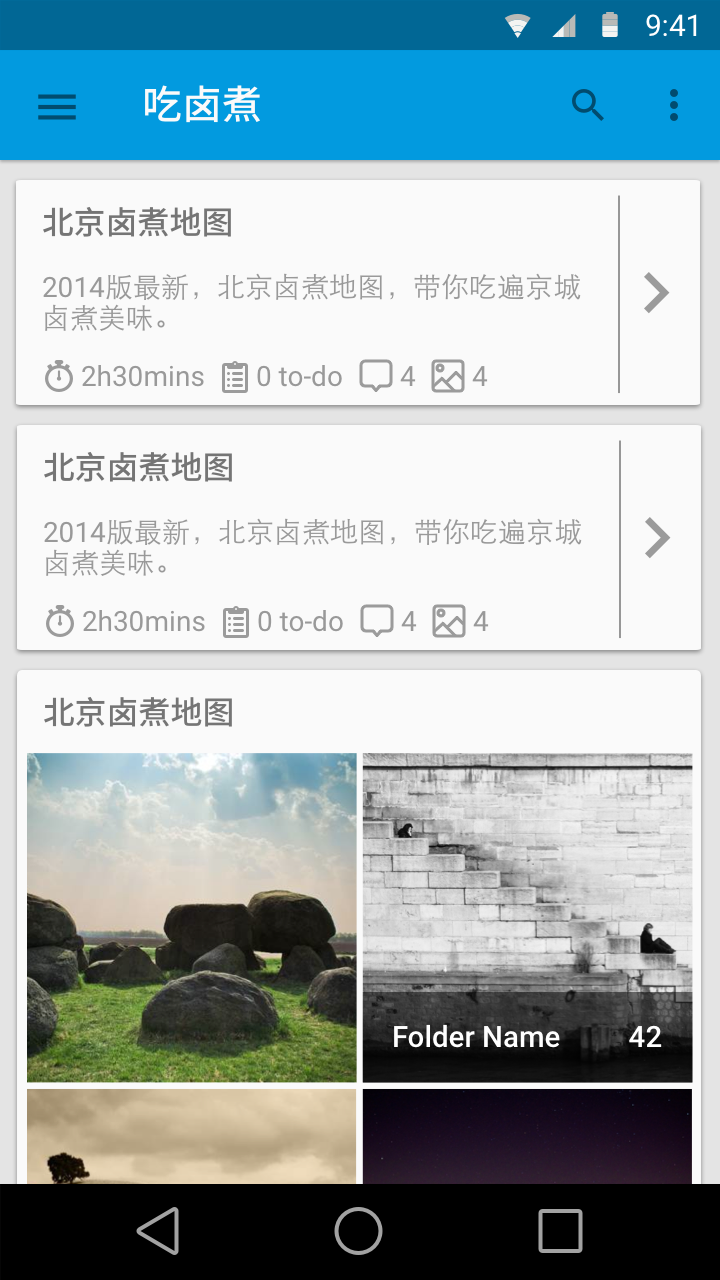 9:41
吃卤煮
北京卤煮地图
2014版最新，北京卤煮地图，带你吃遍京城
卤煮美味。
2h30mins 0 to-do 4 4
北京卤煮地图
2014版最新，北京卤煮地图，带你吃遍京城
卤煮美味。
2h30mins 0 to-do 4 4
北京卤煮地图
Folder Name 42